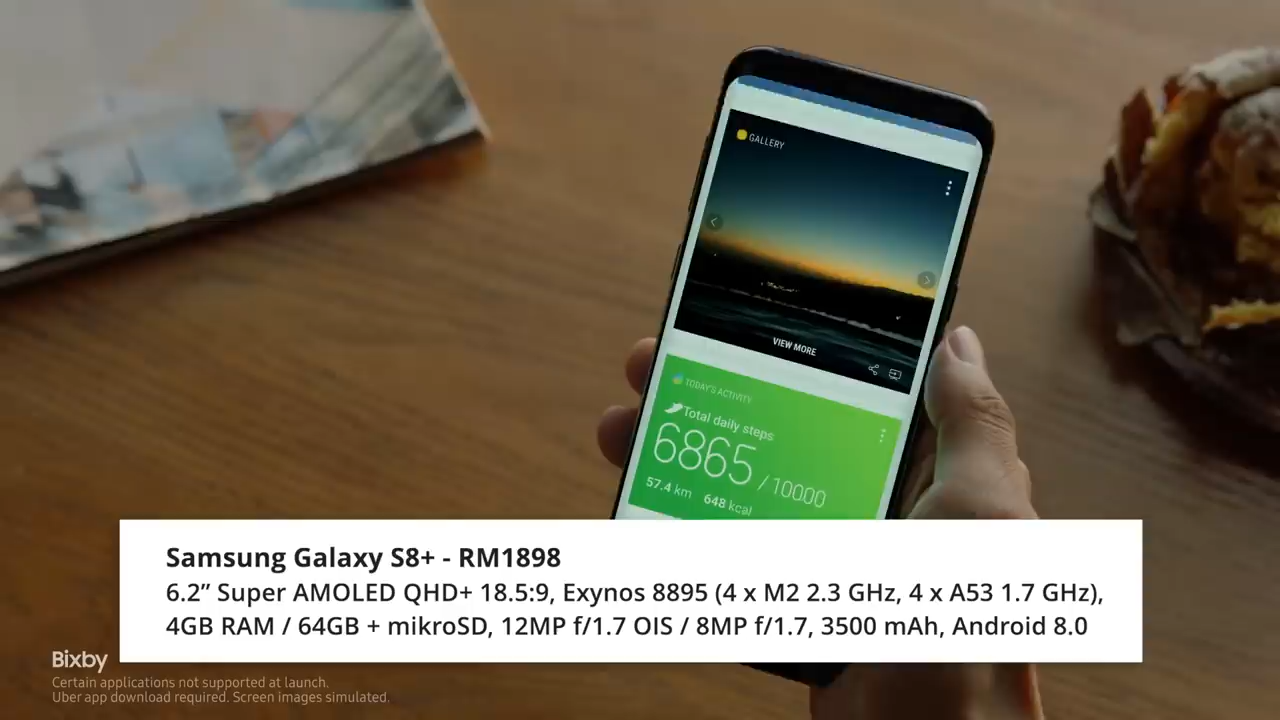 GALLERY
VIEW MORE
TODAY'S ACTIVITY
Total daily steps
6865 / 10000
57.4 km 648 kcal
Samsung Galaxy S8+ - RM1898
6.2” Super AMOLED QHD+ 18.5:9, Exynos 8895 (4 x M2 2.3 GHz, 4 x A53 1.7 GHz),
4GB RAM / 64GB + mikroSD, 12MP f/1.7 OIS / 8MP f/1.7, 3500 mAh, Android 8.0
Bixby
Certain applications not supported at launch.
Uber app download required. Screen images simulated.